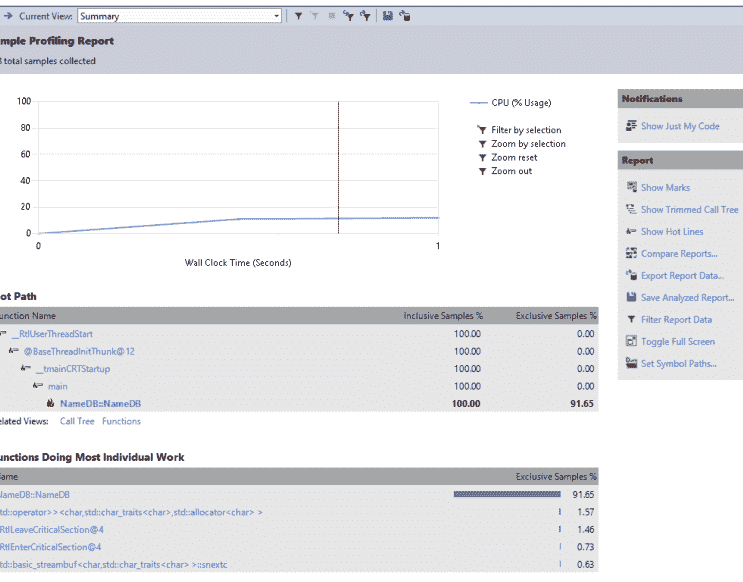 Current View: Summary
mple Profiling Report
total samples collected
100
80
60
40
20
0
0
1
Wall Clock Time (Seconds)
CPU (% Usage)
Filter by selection
Zoom by selection
Zoom reset
Zoom out
Notifications
Show Just My Code
Report
Show Marks
Show Trimmed Call Tree
Show Hot Lines
Compare Reports...
Export Report Data...
Save Analyzed Report...
Filter Report Data
Toggle Full Screen
Set Symbol Paths...
ot Path
unction Name Inclusive Samples % Exclusive Samples %
__RtlUserThreadStart 100.00 0.00
@BaseThreadInitThunk@12 100.00 0.00
__tmainCRTStartup 100.00 0.00
main 100.00 0.00
NameDB::NameDB 100.00 91.65
elated Views: Call Tree Functions
unctions Doing Most Individual Work
ame Exclusive Samples %
NameDB::NameDB 91.65
td::operator>><char,std::char_traits<char>,std::allocator<char> > 1.57
RtlLeaveCriticalSection@4 1.46
RtlEnterCriticalSection@4 0.73
td::basic_streambuf<char,std::char_traits<char> >::snextc 0.63